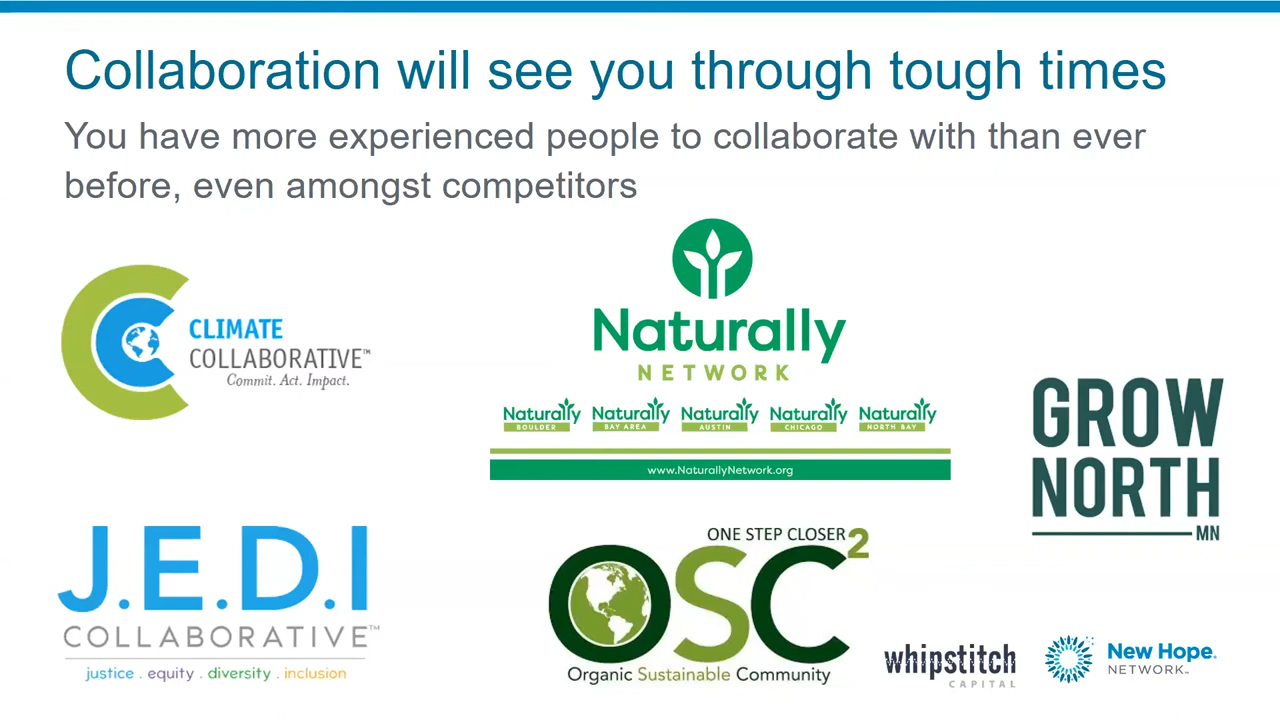 Collaboration will see you through tough times
You have more experienced people to collaborate with than ever
before, even amongst competitors
CLIMATE
COLLABORATIVE™
Commit. Act. Impact.
Naturally
NETWORK
Naturally Naturally Naturally Naturally Naturally
BOULDER BAY AREA AUSTIN CHICAGO NORTH BAY
www.NaturallyNetwork.org
GROW
NORTH
MN
J.E.D.I
COLLABORATIVE™
justice . equity . diversity . inclusion
ONE STEP CLOSER
OSC2
Organic Sustainable Community
whipstitch
CAPITAL
New Hope®
NETWORK™